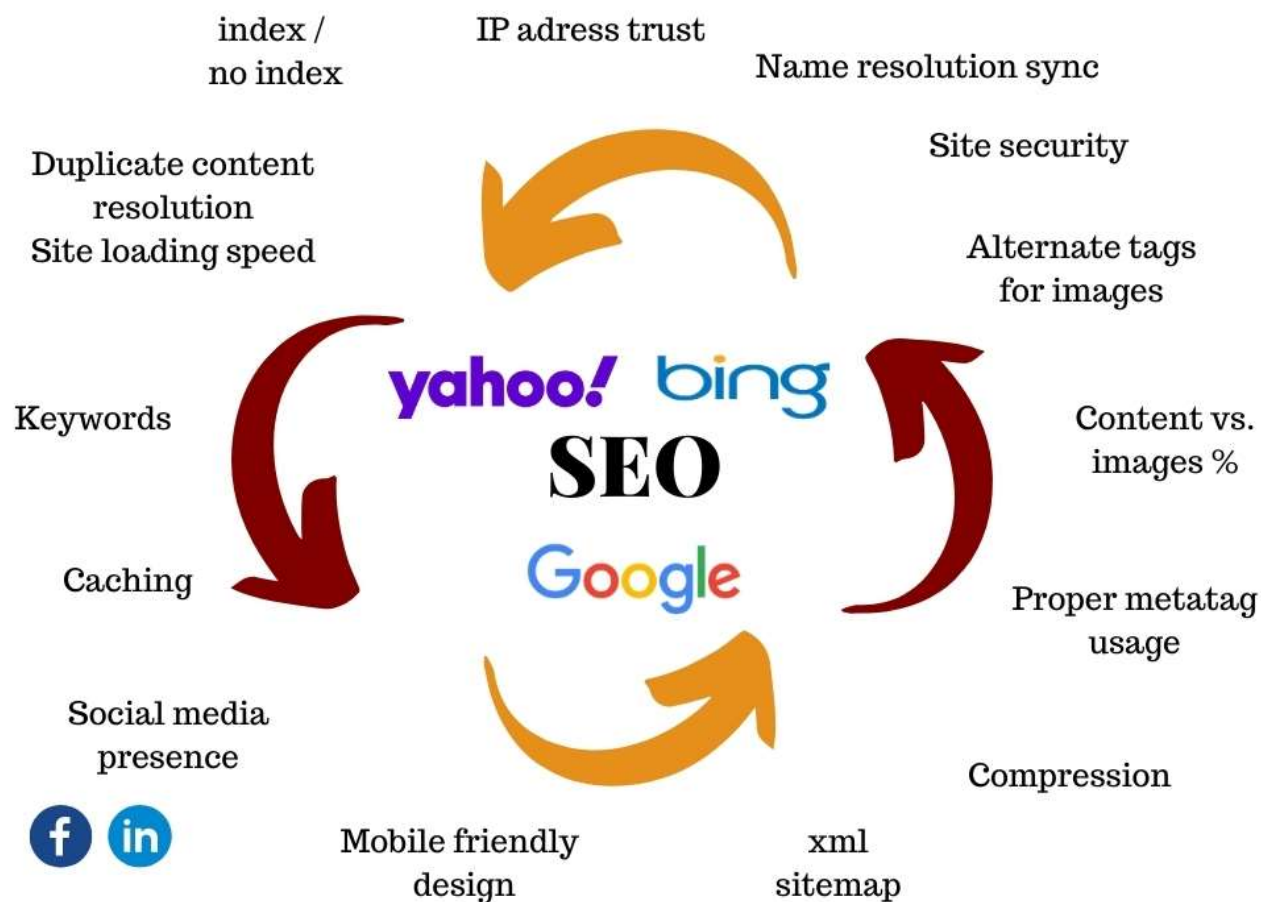 index /
no index
IP adress trust
Name resolution sync
Site security
Duplicate content
resolution
Site loading speed
Alternate tags
for images
yahoo!
bing
Keywords
SEO
Content vs.
images %
Google
Caching
Proper metatag
usage
Social media
presence
Compression
f
in
Mobile friendly
design
xml
sitemap